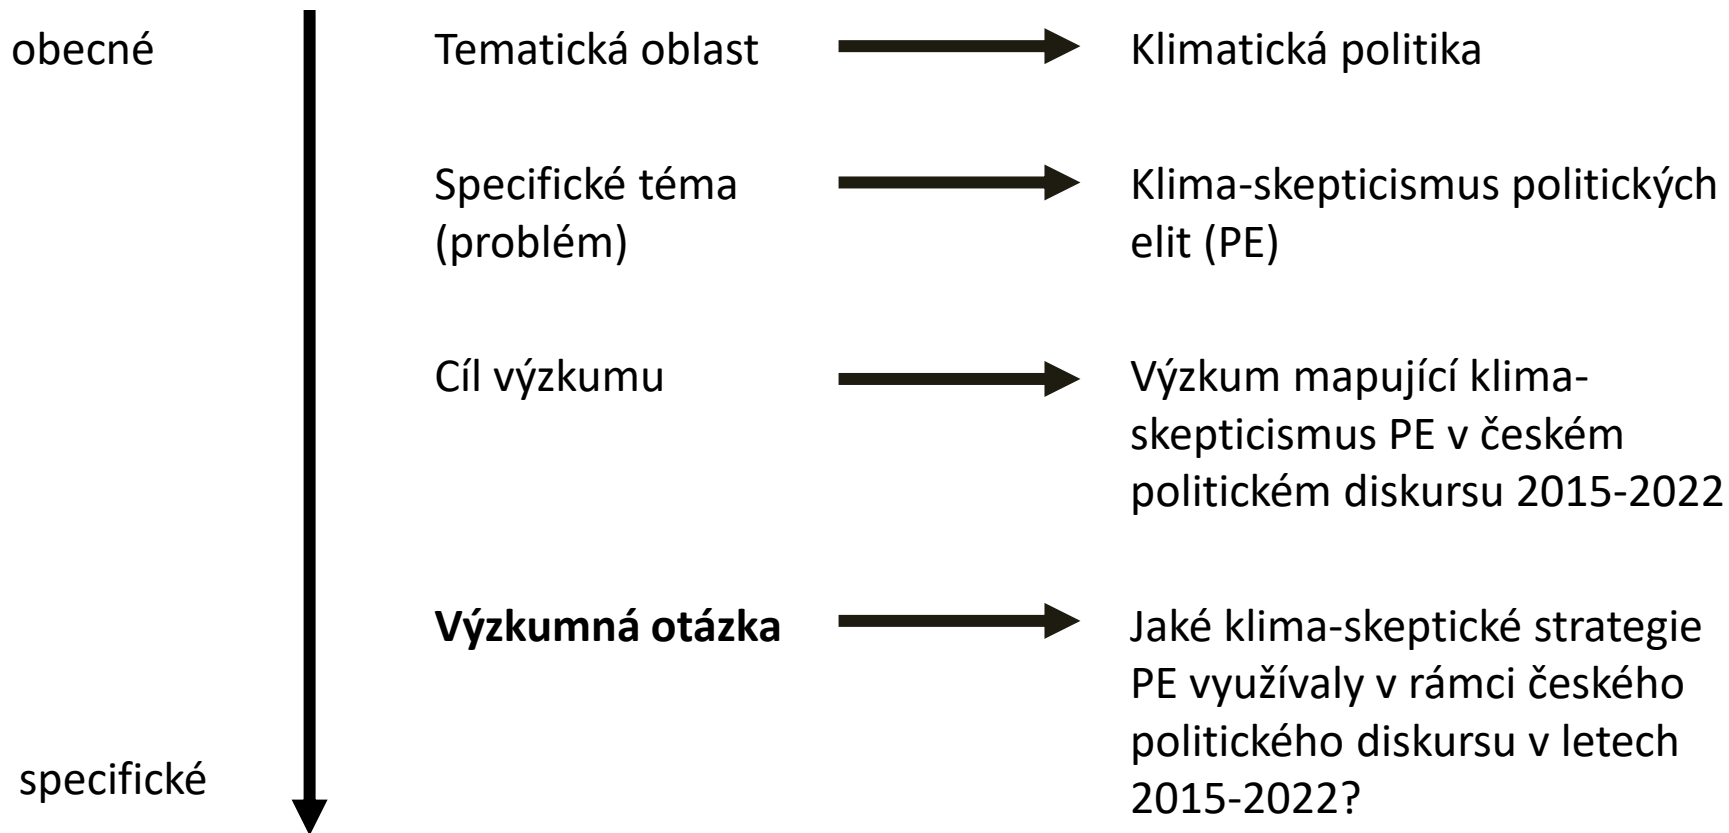 obecné
Tematická oblast
Klimatická politika
Specifické téma
(problém)
Klima-skepticismus politických
elit (PE)
Cíl výzkumu
Výzkum mapující klima-
skepticismus PE v českém
politickém diskursu 2015-2022
Výzkumná otázka
Jaké klima-skeptické strategie
PE využívaly v rámci českého
politického diskursu v letech
2015-2022?
specifické